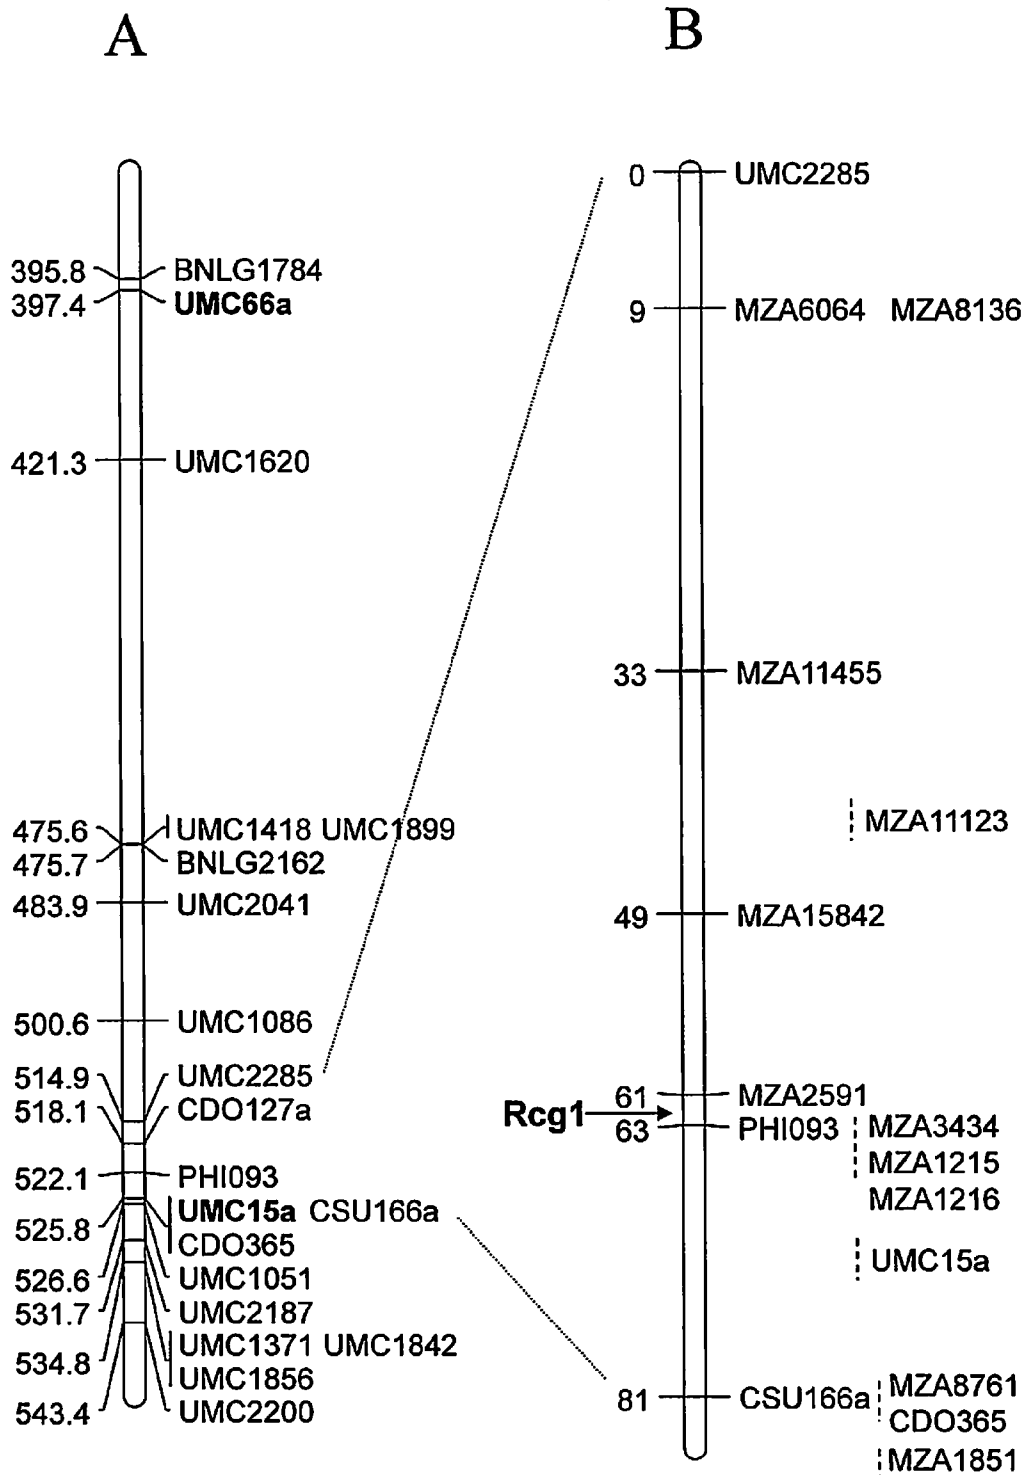 A
395.8 BNLG1784
397.4 UMC66a
421.3 UMC1620
475.6 UMC1418 UMC1899
475.7 BNLG2162
483.9 UMC2041
500.6 UMC1086
514.9 UMC2285
518.1 CDO127a
522.1 PHI093
525.8 UMC15a CSU166a
CDO365
526.6 UMC1051
531.7 UMC2187
534.8 UMC1371 UMC1842
UMC1856
543.4 UMC2200
B
0 UMC2285
9 MZA6064 MZA8136
33 MZA11455
MZA11123
49 MZA15842
61 MZA2591
Rcg1
63 PHI093 MZA3434
MZA1215
MZA1216
UMC15a
81 CSU166a MZA8761
CDO365
MZA1851